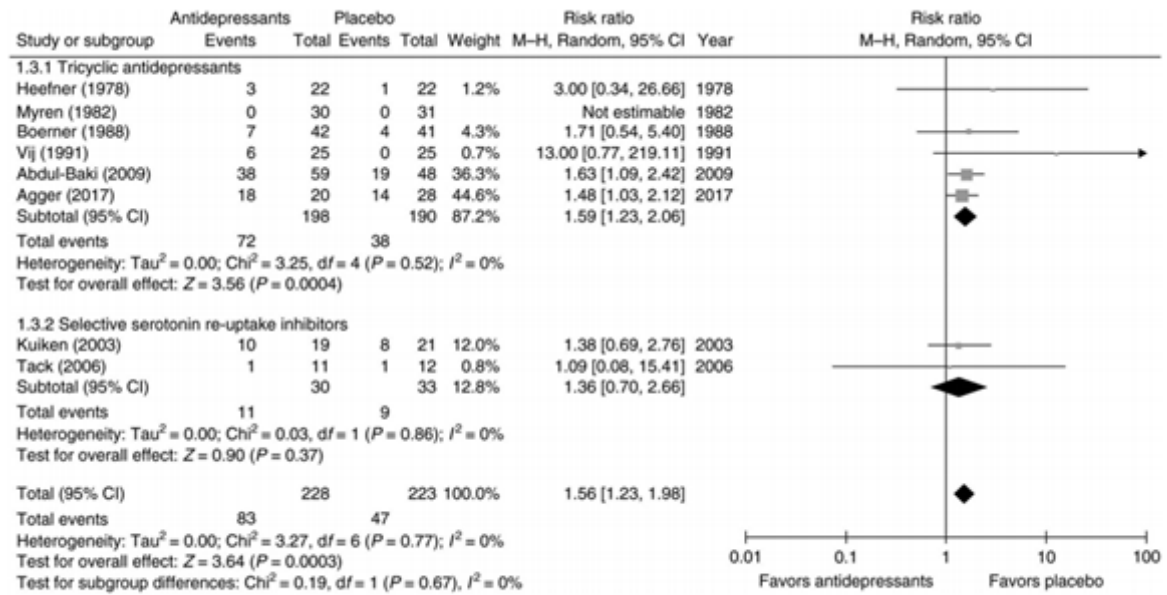 Antidepressants Placebo Risk ratio Risk ratio
Study or subgroup Events Total Events Total Weight M–H, Random, 95% CI Year M–H, Random, 95% CI
1.3.1 Tricyclic antidepressants
Heefner (1978) 3 22 1 22 1.2% 3.00 [0.34, 26.66] 1978
Myren (1982) 0 30 0 31 Not estimable 1982
Boerner (1988) 7 42 4 41 4.3% 1.71 [0.54, 5.40] 1988
Vij (1991) 6 25 0 25 0.7% 13.00 [0.77, 219.11] 1991
Abdul-Baki (2009) 38 59 19 48 36.3% 1.63 [1.09, 2.42] 2009
Agger (2017) 18 20 14 28 44.6% 1.48 [1.03, 2.12] 2017
Subtotal (95% CI) 198 190 87.2% 1.59 [1.23, 2.06]
Total events 72 38
Heterogeneity: Tau² = 0.00; Chi² = 3.25, df = 4 (P = 0.52); I² = 0%
Test for overall effect: Z = 3.56 (P = 0.0004)
1.3.2 Selective serotonin re-uptake inhibitors
Kuiken (2003) 10 19 8 21 12.0% 1.38 [0.69, 2.76] 2003
Tack (2006) 1 11 1 12 0.8% 1.09 [0.08, 15.41] 2006
Subtotal (95% CI) 30 33 12.8% 1.36 [0.70, 2.66]
Total events 11 9
Heterogeneity: Tau² = 0.00; Chi² = 0.03, df = 1 (P = 0.86); I² = 0%
Test for overall effect: Z = 0.90 (P = 0.37)
Total (95% CI) 228 223 100.0% 1.56 [1.23, 1.98]
Total events 83 47
Heterogeneity: Tau² = 0.00; Chi² = 3.27, df = 6 (P = 0.77); I² = 0%
Test for overall effect: Z = 3.64 (P = 0.0003)
Test for subgroup differences: Chi² = 0.19, df = 1 (P = 0.67), I² = 0%
0.01 0.1 1 10 100
Favors antidepressants Favors placebo